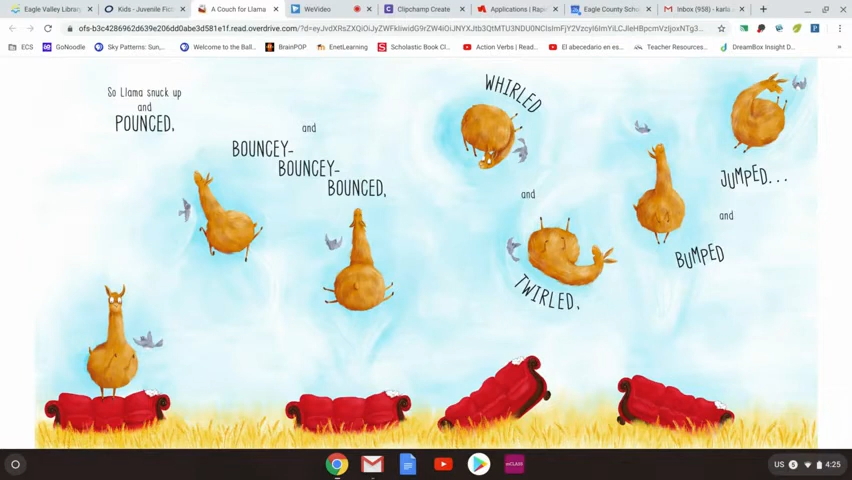 Eagle Valley Library
Kids - Juvenile Fiction
A Couch for Llama
WeVideo
Clipchamp Create
Applications | Rapi
Eagle County Scho
Inbox (958) - karla
ECS
GoNoodle
Sky Patterns: Sun,...
Welcome to the Ball...
BrainPOP
EnetLearning
Scholastic Book Cl...
Action Verbs | Read...
El abecedario en es...
Teacher Resources...
DreamBox Insight D...
So Llama snuck up
and
POUNCED,
and
BOUNCEY-
BOUNCEY-
BOUNCED,
WHIRLED
and
TWIRLED,
JUMPED...
and
BUMPED
mCLASS
US
4:25